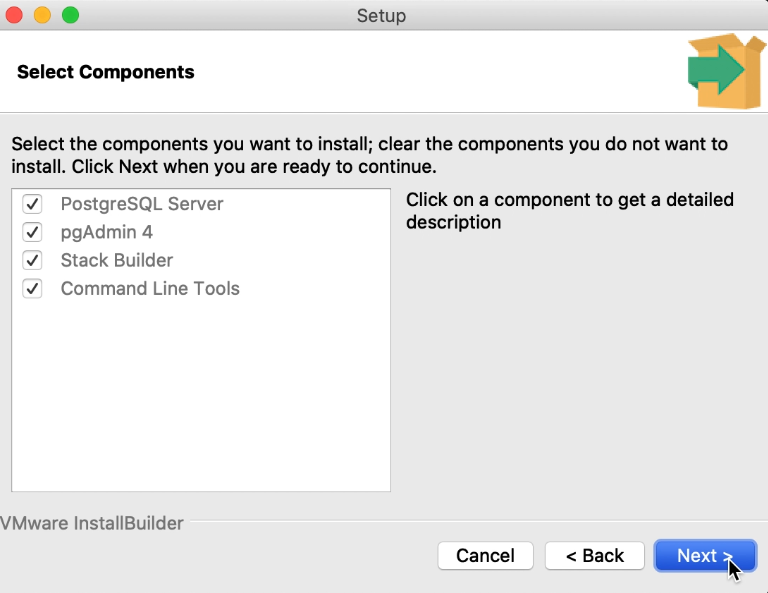 Setup
Select Components
Select the components you want to install; clear the components you do not want to
install. Click Next when you are ready to continue.
PostgreSQL Server
pgAdmin 4
Stack Builder
Command Line Tools
Click on a component to get a detailed
description
VMware InstallBuilder
Cancel
< Back
Next >